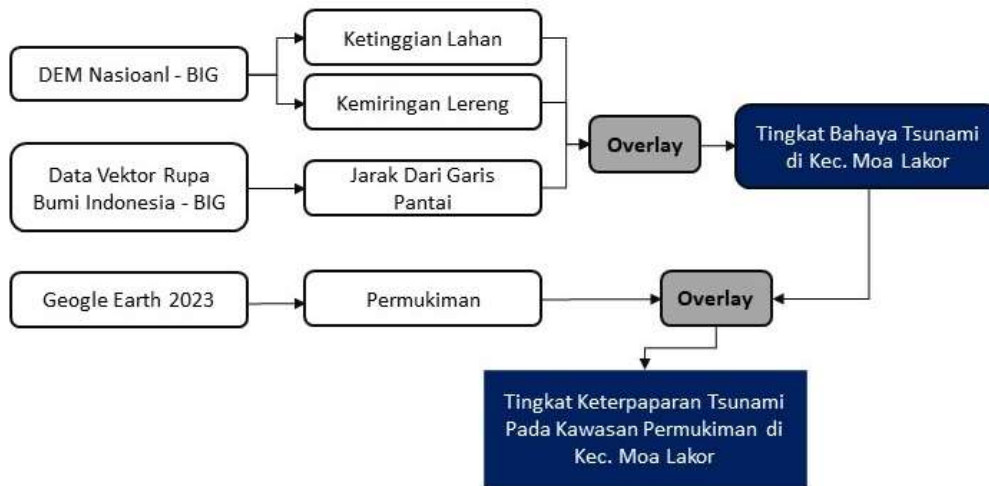 Ketinggian Lahan
DEM Nasioanl - BIG
Kemiringan Lereng
Overlay
Tingkat Bahaya Tsunami
di Kec. Moa Lakor
Data Vektor Rupa
Bumi Indonesia - BIG
Jarak Dari Garis
Pantai
Geogle Earth 2023
Permukiman
Overlay
Tingkat Keterpaparan Tsunami
Pada Kawasan Permukiman di
Kec. Moa Lakor